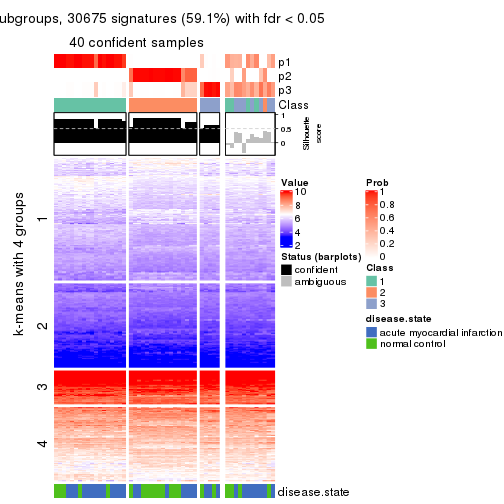 ubgroups, 30675 signatures (59.1%) with fdr < 0.05
40 confident samples
p1
p2
p3
Class
1
0.5
0
Silhouette
score
k-means with 4 groups
1
2
3
4
Value
10
8
6
4
2
Status (barplots)
confident
ambiguous
Prob
1
0.8
0.6
0.4
0.2
0
Class
1
2
3
disease.state
acute myocardial infarction
normal control
disease.state